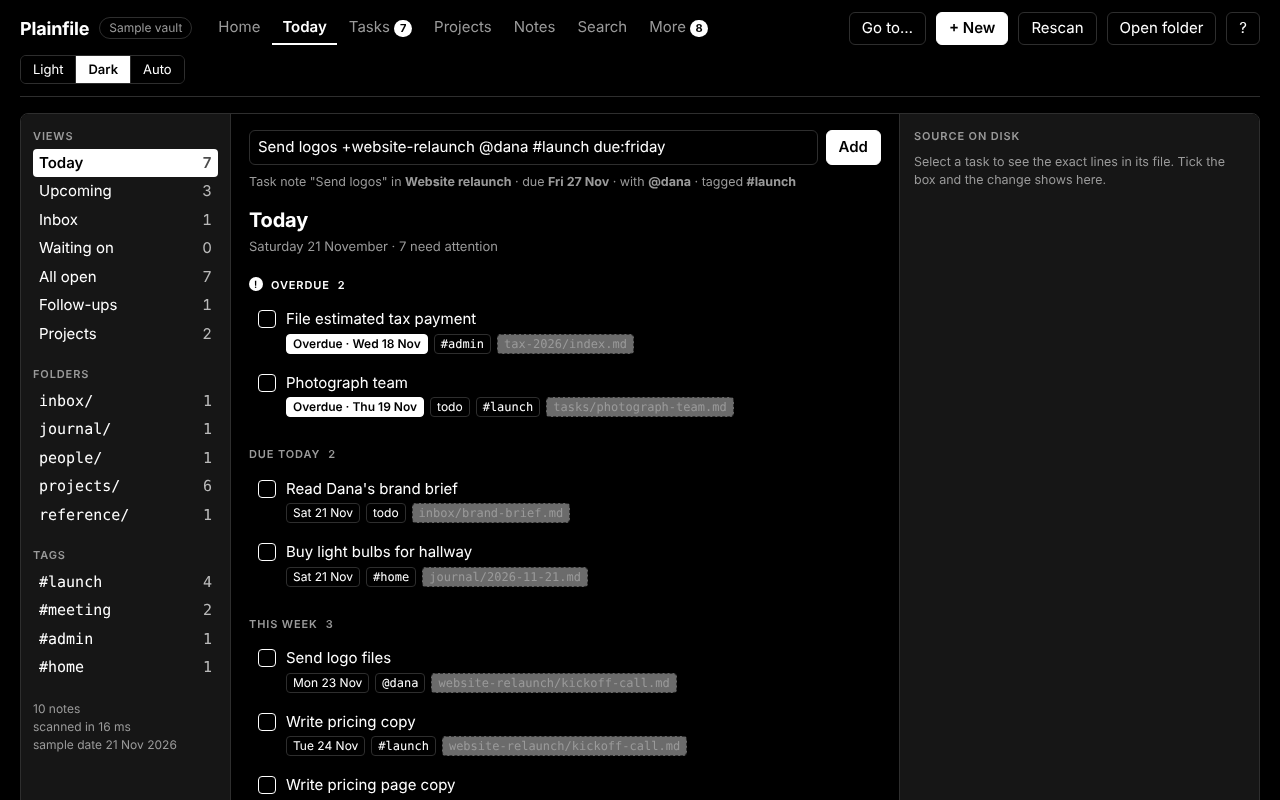 Plainfile Sample vault Home Today Tasks 7 Projects Notes Search More 8 Go to... + New Rescan Open folder ?
Light Dark Auto
VIEWS
Today 7
Upcoming 3
Inbox 1
Waiting on 0
All open 7
Follow-ups 1
Projects 2
FOLDERS
inbox/ 1
journal/ 1
people/ 1
projects/ 6
reference/ 1
TAGS
#launch 4
#meeting 2
#admin 1
#home 1
10 notes
scanned in 16 ms
sample date 21 Nov 2026
Send logos +website-relaunch @dana #launch due:friday Add
Task note "Send logos" in Website relaunch · due Fri 27 Nov · with @dana · tagged #launch
Today
Saturday 21 November · 7 need attention
! OVERDUE 2
File estimated tax payment
Overdue · Wed 18 Nov #admin tax-2026/index.md
Photograph team
Overdue · Thu 19 Nov todo #launch tasks/photograph-team.md
DUE TODAY 2
Read Dana's brand brief
Sat 21 Nov todo inbox/brand-brief.md
Buy light bulbs for hallway
Sat 21 Nov #home journal/2026-11-21.md
THIS WEEK 3
Send logo files
Mon 23 Nov @dana website-relaunch/kickoff-call.md
Write pricing copy
Tue 24 Nov #launch website-relaunch/kickoff-call.md
Write pricing page copy
SOURCE ON DISK
Select a task to see the exact lines in its file. Tick the
box and the change shows here.